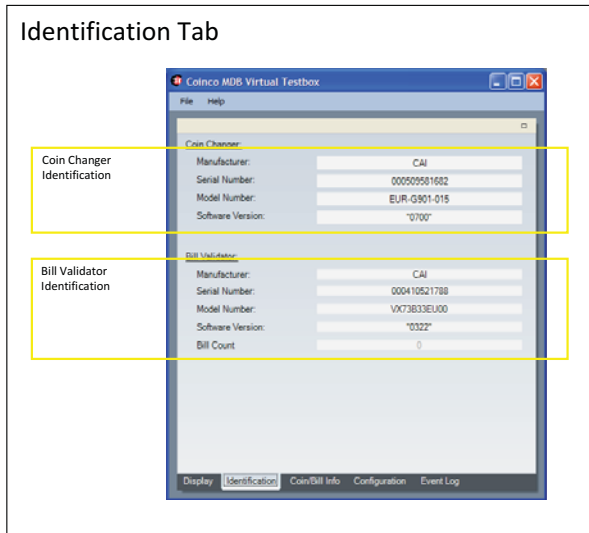 Identification Tab
Coinco MDB Virtual Testbox
File Help
Coin Changer:
Coin Changer
Identification
Manufacturer: CAI
Serial Number: 000509581682
Model Number: EUR-G901-015
Software Version: "0700"
Bill Validator:
Bill Validator
Identification
Manufacturer: CAI
Serial Number: 000410521788
Model Number: VX73B33EU00
Software Version: "0322"
Bill Count 0
Display Identification Coin/Bill Info Configuration Event Log